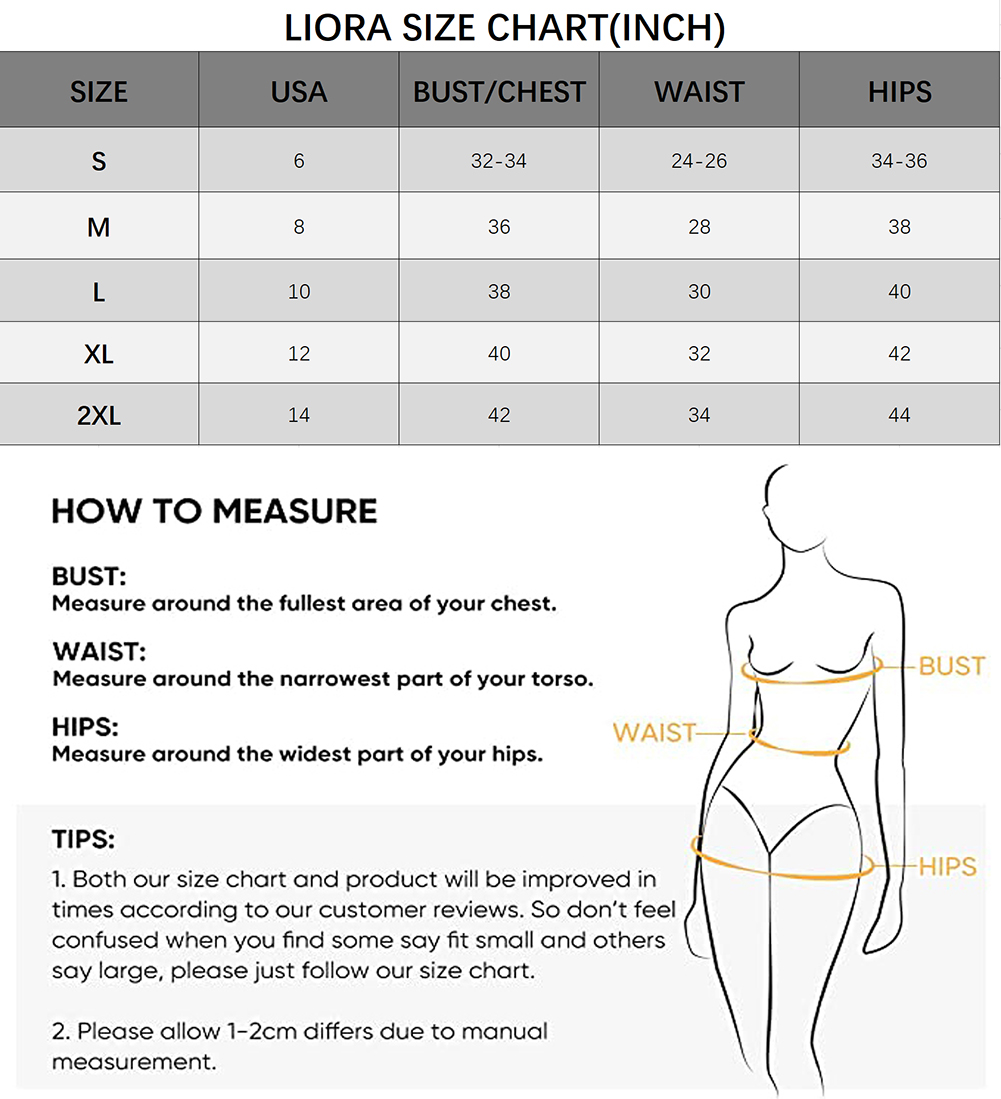 LIORA SIZE CHART(INCH)
SIZE USA BUST/CHEST WAIST HIPS
S 6 32-34 24-26 34-36
M 8 36 28 38
L 10 38 30 40
XL 12 40 32 42
2XL 14 42 34 44
HOW TO MEASURE
BUST:
Measure around the fullest area of your chest.
WAIST:
Measure around the narrowest part of your torso.
HIPS:
Measure around the widest part of your hips.
BUST
WAIST
HIPS
TIPS:
1. Both our size chart and product will be improved in
times according to our customer reviews. So don't feel
confused when you find some say fit small and others
say large, please just follow our size chart.
2. Please allow 1-2cm differs due to manual
measurement.